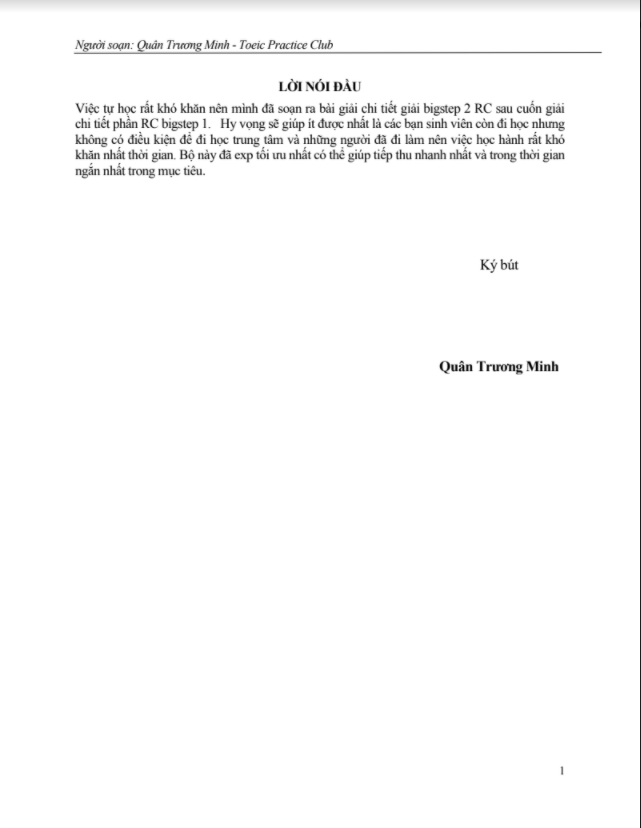 Người soạn: Quân Trương Minh - Toeic Practice Club
LỜI NÓI ĐẦU
Việc tự học rất khó khăn nên mình đã soạn ra bài giải chi tiết giải bigstep 2 RC sau cuốn giải
chi tiết phần RC bigstep 1. Hy vọng sẽ giúp ít được nhất là các bạn sinh viên còn đi học nhưng
không có điều kiện để đi học trung tâm và những người đã đi làm nên việc học hành rất khó
khăn nhất thời gian. Bộ này đã exp tối ưu nhất có thể giúp tiếp thu nhanh nhất và trong thời gian
ngắn nhất trong mục tiêu.
Ký bút
Quân Trương Minh
1